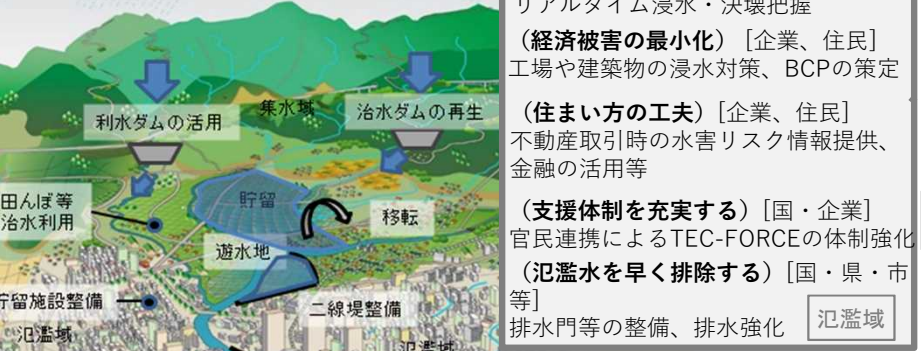 利水ダムの活用
集水域
治水ダムの再生
田んぼ等
治水利用
貯留
移転
遊水地
貯留施設整備
二線堤整備
氾濫域
氾濫域
リアルタイム浸水・決壊把握
（経済被害の最小化）［企業、住民］
工場や建築物の浸水対策、BCPの策定
（住まい方の工夫）［企業、住民］
不動産取引時の水害リスク情報提供、
金融の活用等
（支援体制を充実する）［国・企業］
官民連携によるTEC-FORCEの体制強化
（氾濫水を早く排除する）［国・県・市
等］
排水門等の整備、排水強化
氾濫域